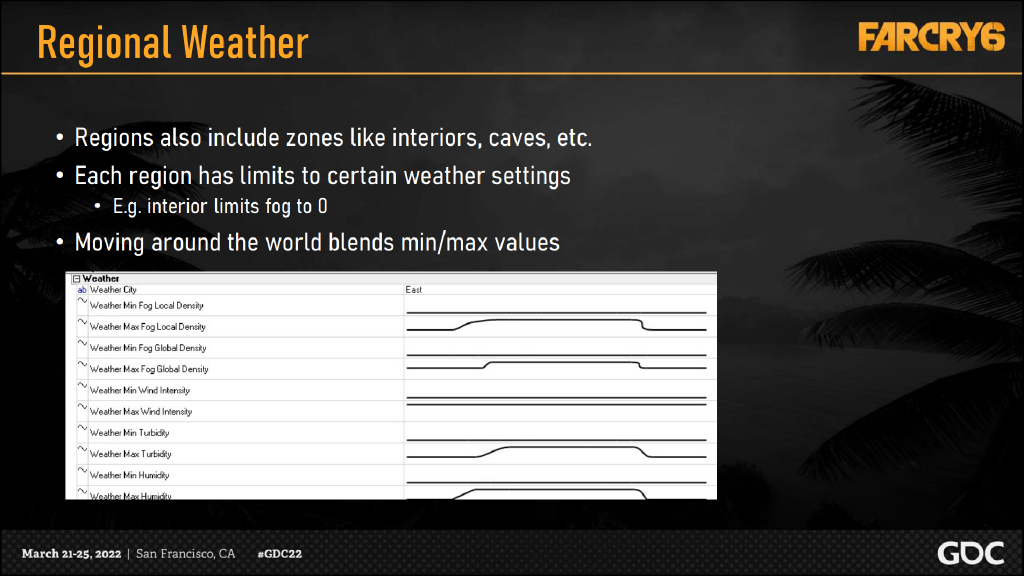 Regional Weather
FARCRY6
• Regions also include zones like interiors, caves, etc.
• Each region has limits to certain weather settings
• E.g. interior limits fog to 0
• Moving around the world blends min/max values
Weather
ab Weather City East
Weather Min Fog Local Density
Weather Max Fog Local Density
Weather Min Fog Global Density
Weather Max Fog Global Density
Weather Min Wind Intensity
Weather Max Wind Intensity
Weather Min Turbidity
Weather Max Turbidity
Weather Min Humidity
Weather Max Humidity
March 21-25, 2022 | San Francisco, CA #GDC22
GDC